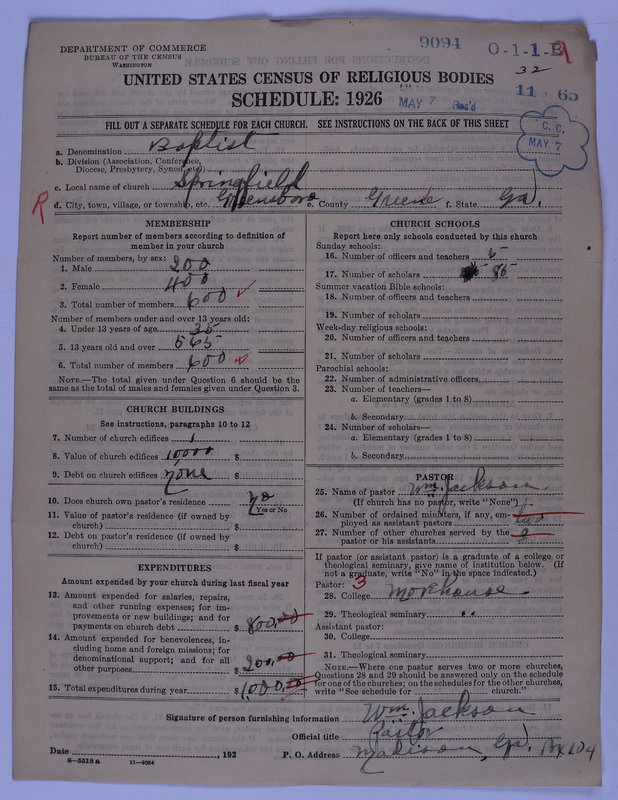 DEPARTMENT OF COMMERCE
BUREAU OF THE CENSUS
WASHINGTON
9094
O-1-1-B
32
11 65
MAY 7 Rec'd
C. C.
MAY 7
UNITED STATES CENSUS OF RELIGIOUS BODIES
SCHEDULE: 1926
FILL OUT A SEPARATE SCHEDULE FOR EACH CHURCH. SEE INSTRUCTIONS ON THE BACK OF THIS SHEET
a. Denomination Baptist
b. Division (Association, Conference,
Diocese, Presbytery, Synod, etc.)
c. Local name of church Springfield
R
d. City, town, village, or township, etc. Greensboro e. County Greene f. State Ga.
MEMBERSHIP
Report number of members according to definition of
member in your church
Number of members, by sex:
1. Male 200
2. Female 400
3. Total number of members 600
Number of members under and over 13 years old:
4. Under 13 years of age 35
5. 13 years old and over 565
6. Total number of members 600
NOTE.—The total given under Question 6 should be the
same as the total of males and females given under Question 3.
CHURCH BUILDINGS
See instructions, paragraphs 10 to 12
7. Number of church edifices 1
8. Value of church edifices 10000 $
9. Debt on church edifices none $
10. Does church own pastor's residence no
Yes or No
11. Value of pastor's residence (if owned by
church) $
12. Debt on pastor's residence (if owned by
church) $
EXPENDITURES
Amount expended by your church during last fiscal year
13. Amount expended for salaries, repairs,
and other running expenses; for im-
provements or new buildings; and for
payments on church debt $ 800.00
14. Amount expended for benevolences, in-
cluding home and foreign missions; for
denominational support; and for all
other purposes $ 200.00
15. Total expenditures during year $ 1,000.00
CHURCH SCHOOLS
Report here only schools conducted by this church
Sunday schools:
16. Number of officers and teachers 5
17. Number of scholars 85
Summer vacation Bible schools:
18. Number of officers and teachers
19. Number of scholars
Week-day religious schools:
20. Number of officers and teachers
21. Number of scholars
Parochial schools:
22. Number of administrative officers
23. Number of teachers—
a. Elementary (grades 1 to 8)
b. Secondary
24. Number of scholars—
a. Elementary (grades 1 to 8)
b. Secondary
PASTOR
25. Name of pastor Wm. Jackson
(If church has no pastor, write "None")
26. Number of ordained ministers, if any, em-
ployed as assistant pastors two
27. Number of other churches served by the
pastor or his assistants
If pastor (or assistant pastor) is a graduate of a college or
theological seminary, give name of institution below. (If
not a graduate, write "No" in the space indicated.)
Pastor: 3
28. College Morehouse
29. Theological seminary
Assistant pastor:
30. College
31. Theological seminary
NOTE.—Where one pastor serves two or more churches,
Questions 28 and 29 should be answered only on the schedule
for one of the churches; on the schedules for the other churches,
write "See schedule for church."
Signature of person furnishing information Wm. Jackson
Official title Pastor
Date , 192 P. O. Address Madison, Ga. Bx 104
8—5518 a 11—9054